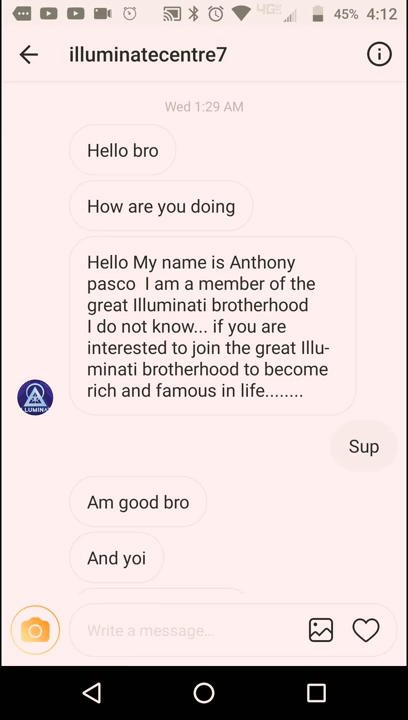 45% 4:12
illuminatecentre7
Wed 1:29 AM
Hello bro
How are you doing
Hello My name is Anthony
pasco I am a member of the
great Illuminati brotherhood
I do not know... if you are
interested to join the great Illu-
minati brotherhood to become
rich and famous in life........
Sup
Am good bro
And yoi
Write a message...